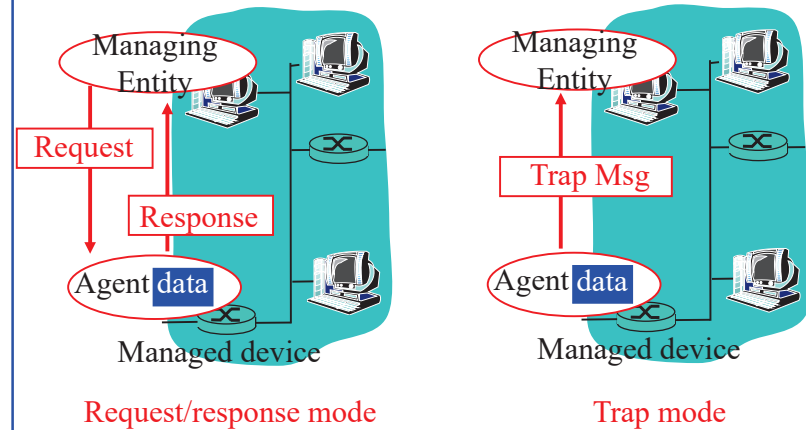 Managing
Entity
Request
Response
Agent data
Managed device
Request/response mode
Managing
Entity
Trap Msg
Agent data
Managed device
Trap mode